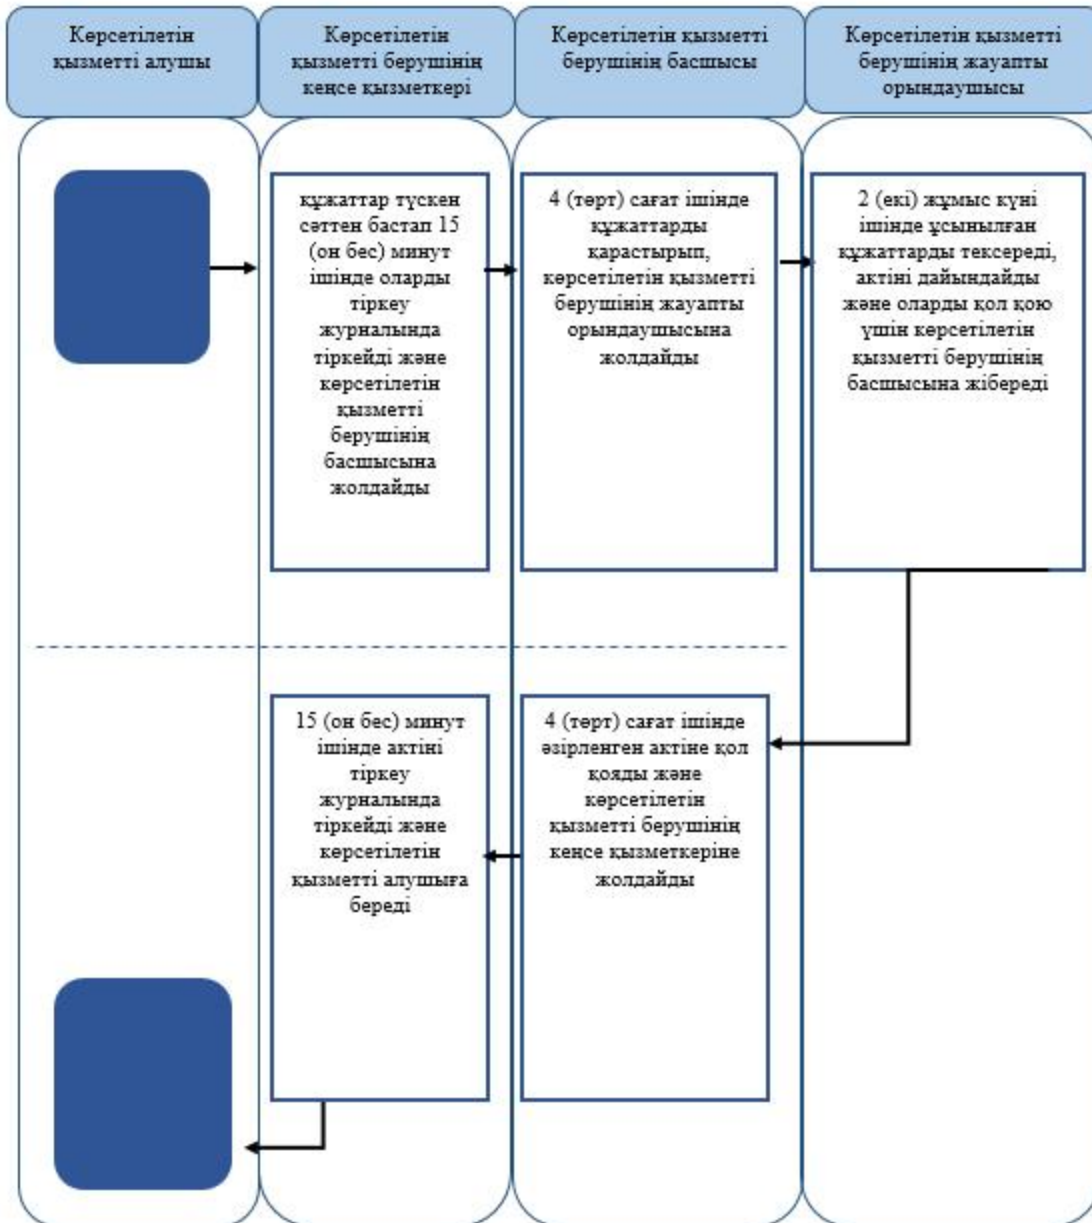 Көрсетілетін
қызметті алушы
Көрсетілетін
қызметті берушінің
кеңсе қызметкері
Көрсетілетін қызметті
берушінің басшысы
Көрсетілетін қызметті
берушінің жауапты
орындаушысы
құжаттар түскен
сәттен бастап 15
(он бес) минут
ішінде оларды
тіркеу
журналында
тіркейді және
көрсетілетін
қызметті
берушінің
басшысына
жолдайды
4 (төрт) сағат ішінде
құжаттарды
қарастырып,
көрсетілетін қызметті
берушінің жауапты
орындаушысына
жолдайды
2 (екі) жұмыс күні
ішінде ұсынылған
құжаттарды тексереді,
актіні дайындайды
және оларды қол қою
үшін көрсетілетін
қызметті берушінің
басшысына жібереді
15 (он бес) минут
ішінде актіні
тіркеу
журналында
тіркейді және
көрсетілетін
қызметті алушыға
береді
4 (төрт) сағат ішінде
әзірленген актіне қол
қояды және
көрсетілетін
қызметті берушінің
кеңсе қызметкеріне
жолдайды